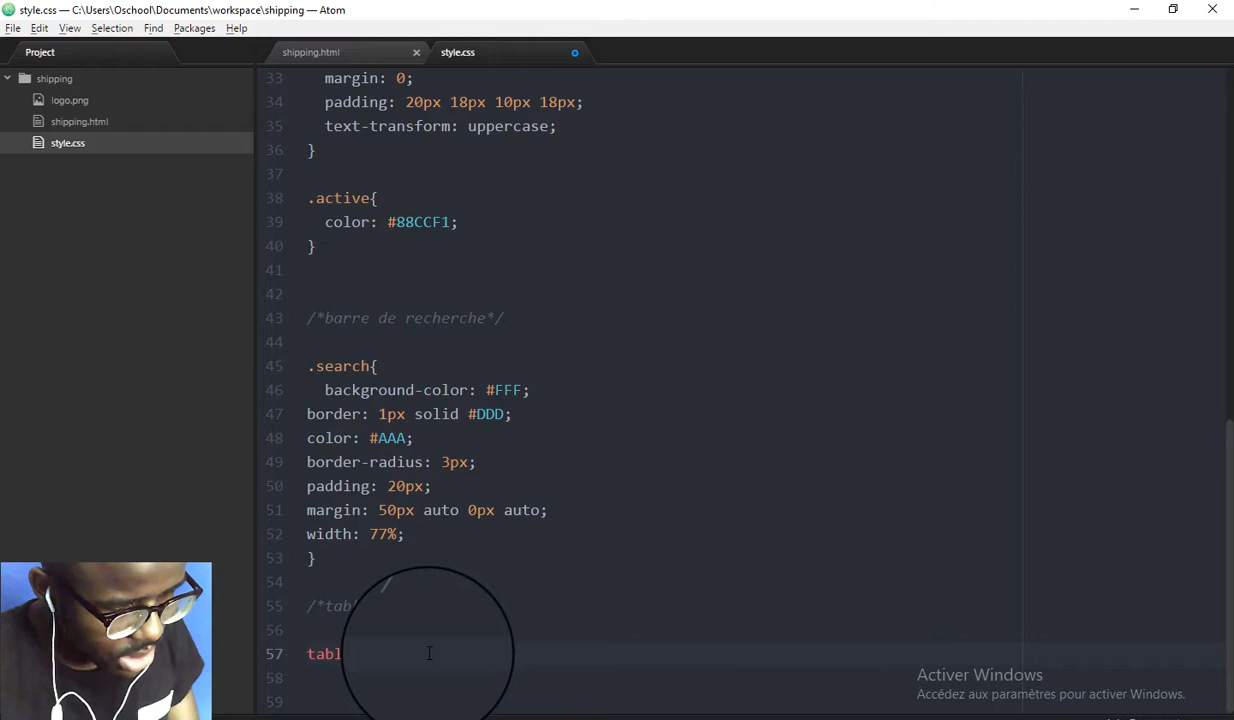 style.css — C:\Users\Oschool\Documents\workspace\shipping — Atom
File Edit View Selection Find Packages Help
Project
shipping.html
style.css
shipping
logo.png
shipping.html
style.css
33 margin: 0;
34 padding: 20px 18px 10px 18px;
35 text-transform: uppercase;
36 }
37
38 .active{
39 color: #88CCF1;
40 }
41
42
43 /*barre de recherche*/
44
45 .search{
46 background-color: #FFF;
47 border: 1px solid #DDD;
48 color: #AAA;
49 border-radius: 3px;
50 padding: 20px;
51 margin: 50px auto 0px auto;
52 width: 77%;
53 }
54
55 /*tab
56
57 tabl
58
59
Activer Windows
Accédez aux paramètres pour activer Windows.